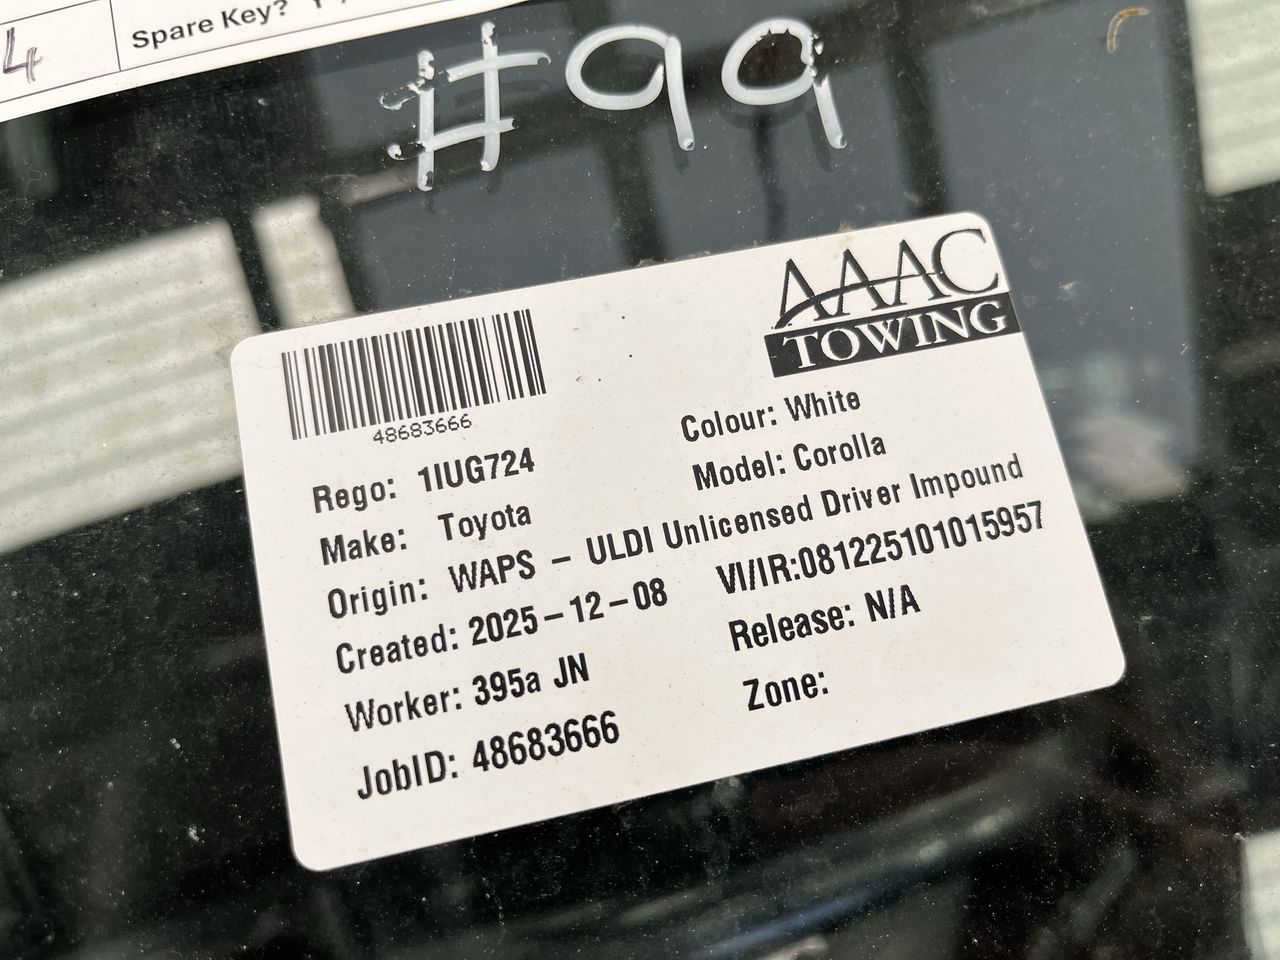 4
Spare Key? Y
#99
AAAC
TOWING
48683666
Colour: White
Rego: 1IUG724
Model: Corolla
Make: Toyota
Origin: WAPS - ULDI Unlicensed Driver Impound
Created: 2025-12-08
VI/IR:081225101015957
Worker: 395a JN
Release: N/A
JobID: 48683666
Zone: